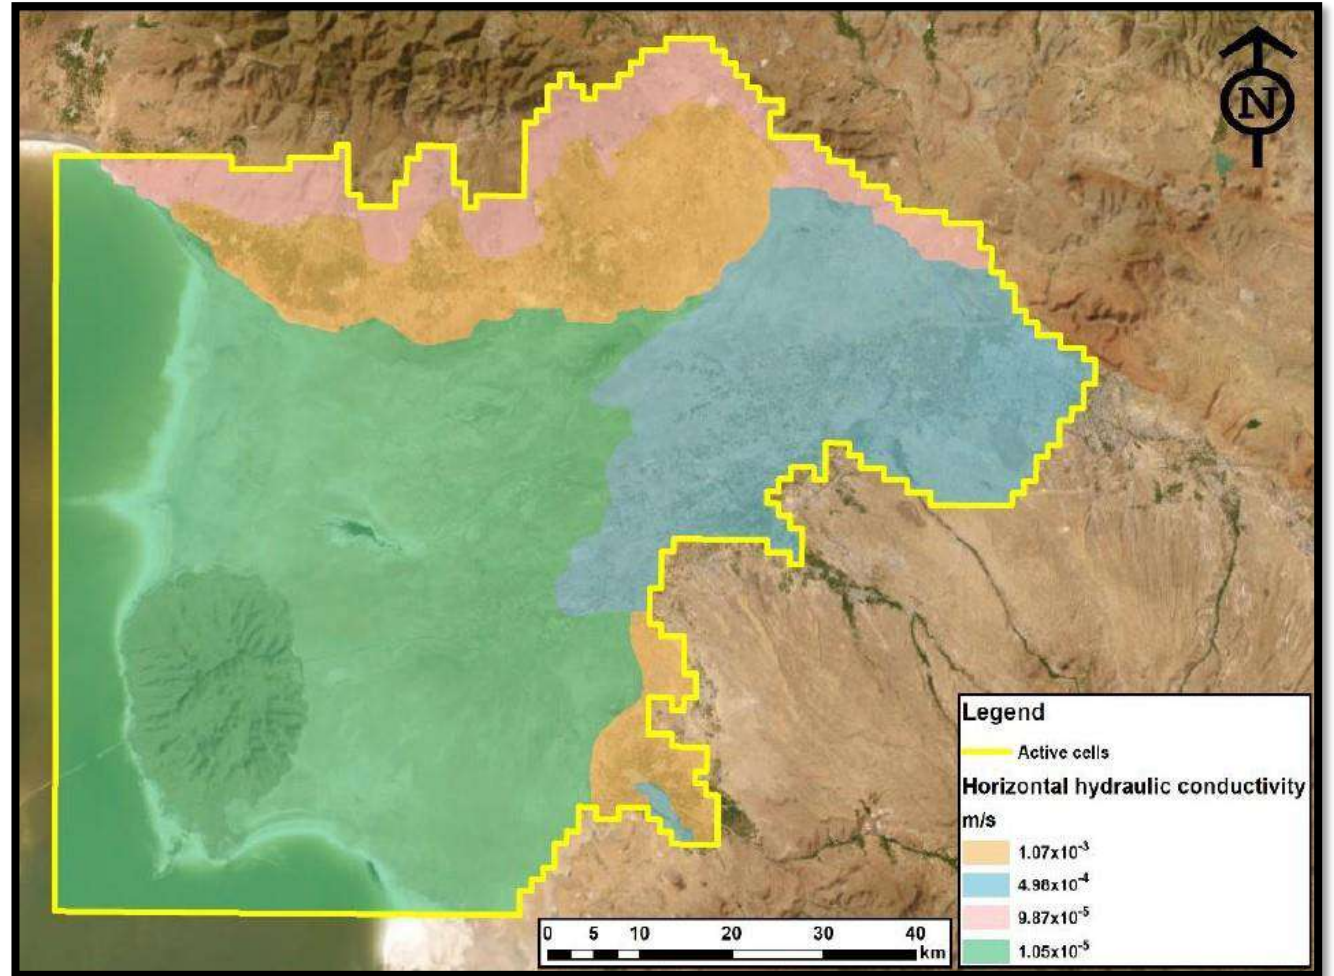 N
Legend
Active cells
Horizontal hydraulic conductivity
m/s
1.07x10⁻³
4.98x10⁻⁴
9.87x10⁻⁵
1.05x10⁻⁵
0 5 10 20 30 40
km